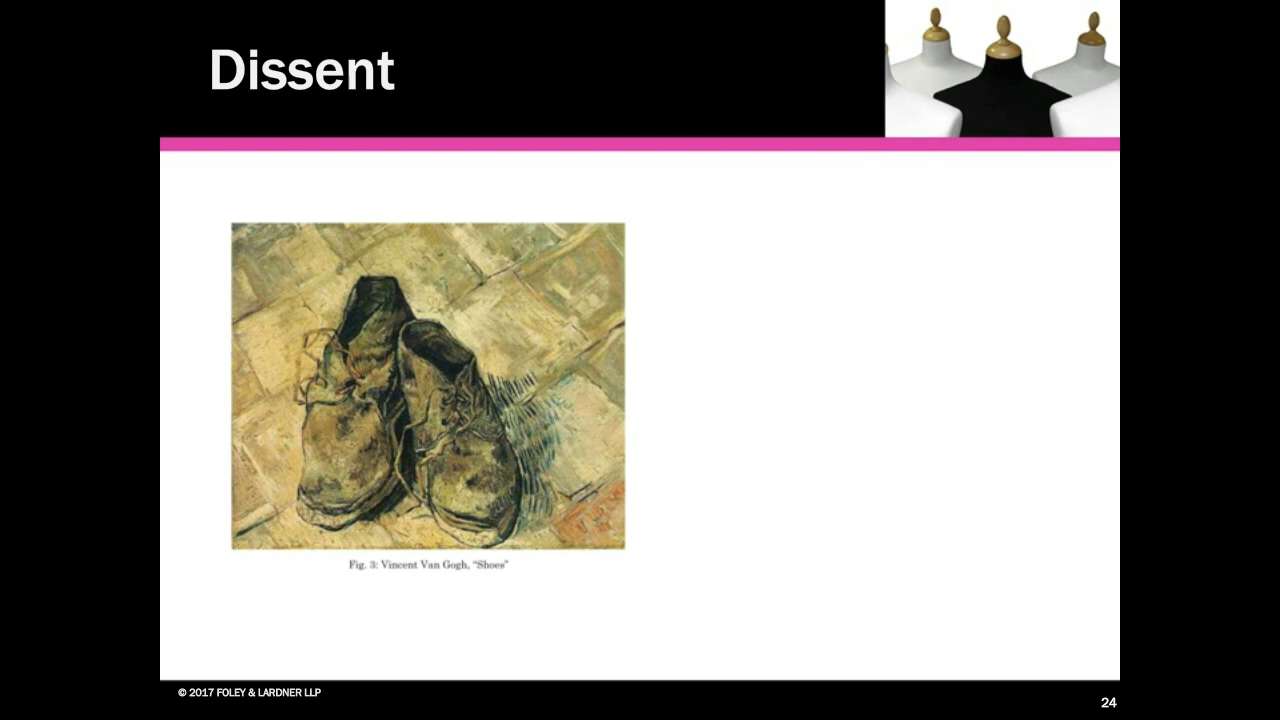 Dissent
Fig. 3: Vincent Van Gogh, “Shoes”
© 2017 FOLEY & LARDNER LLP
24